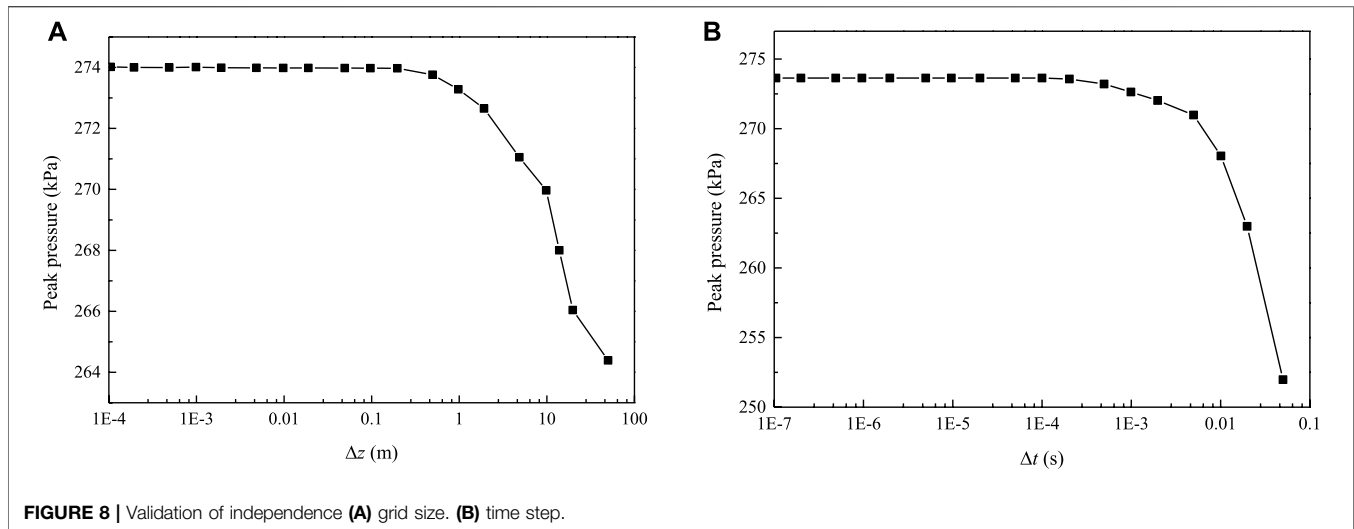 A
Peak pressure (kPa)
274
272
270
268
266
264
1E-4
1E-3
0.01
0.1
1
10
100
Δz (m)
B
Peak pressure (kPa)
275
270
265
260
255
250
1E-7
1E-6
1E-5
1E-4
1E-3
0.01
0.1
Δt (s)
FIGURE 8 | Validation of independence (A) grid size. (B) time step.